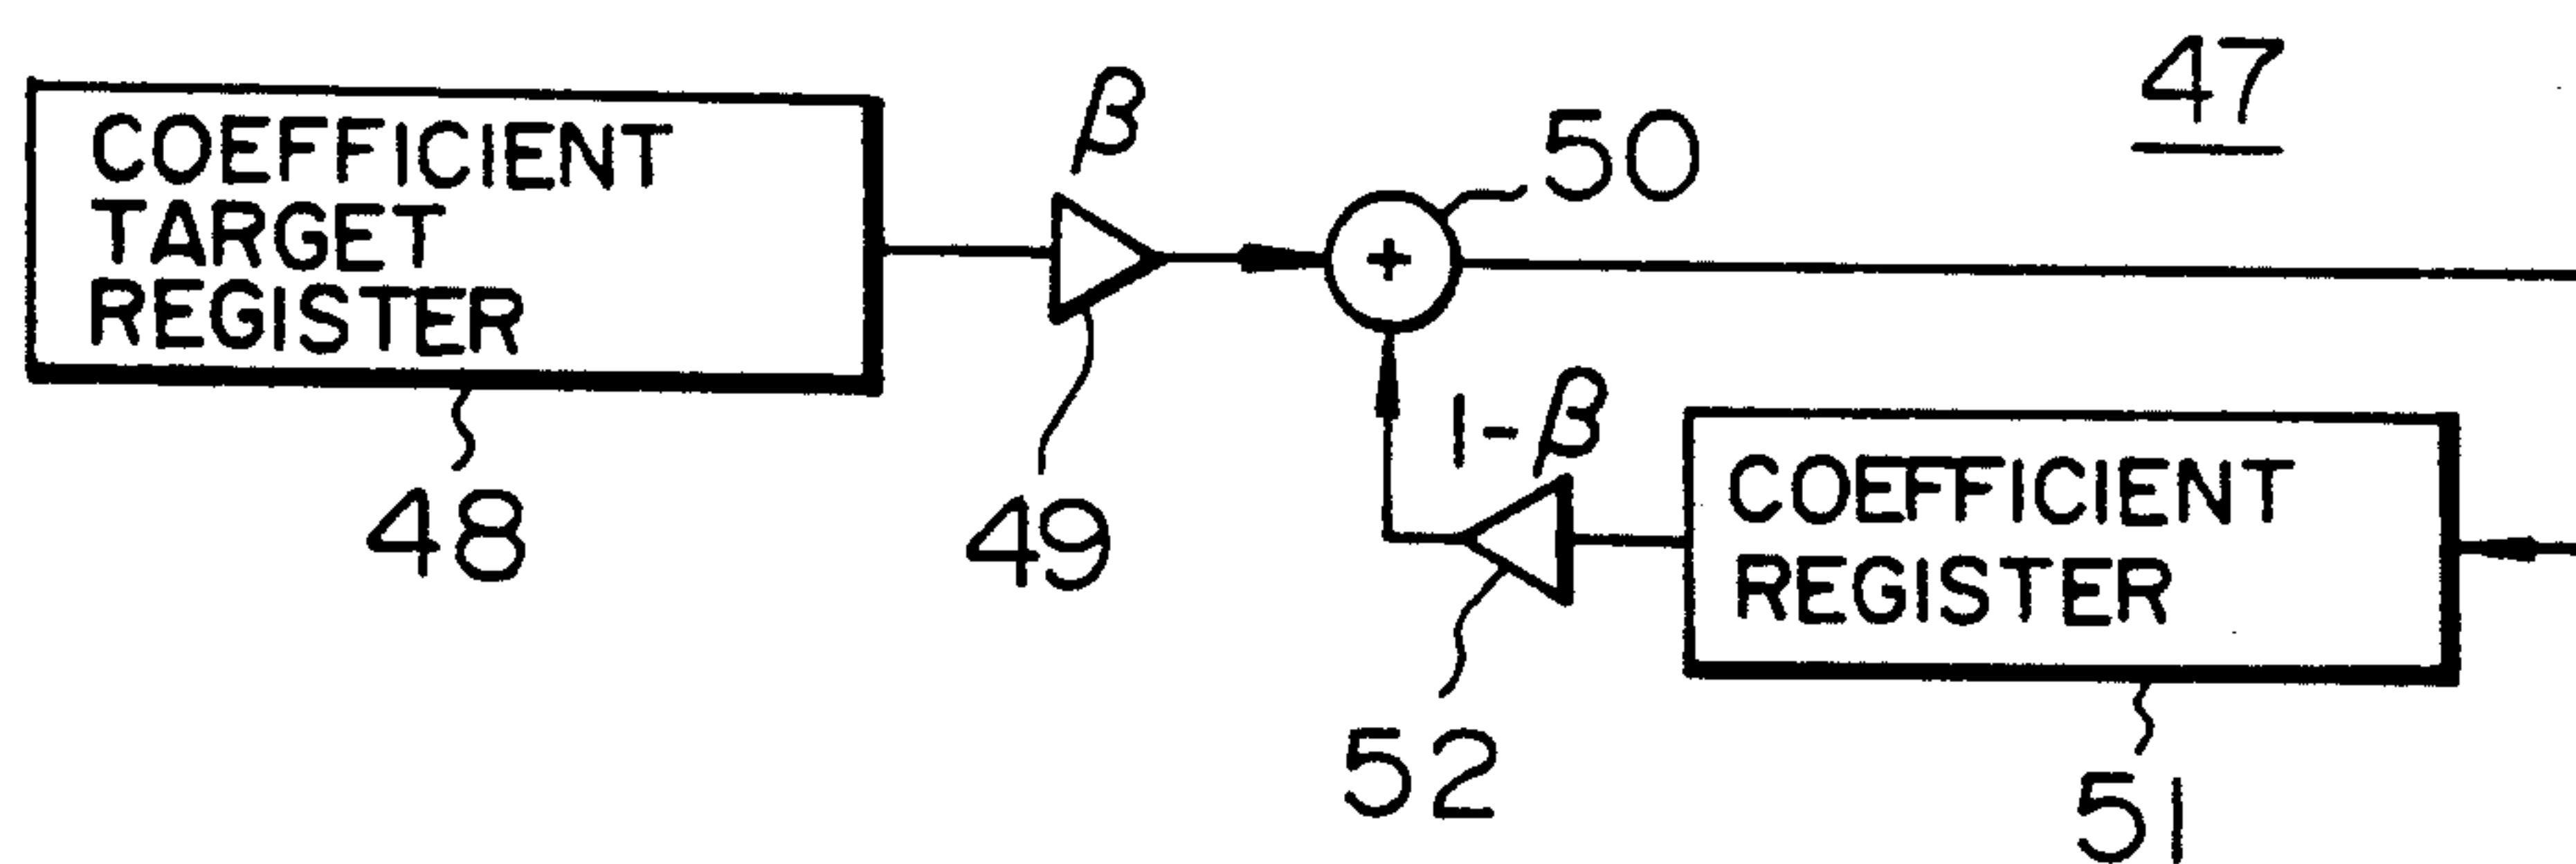 47
β
50
COEFFICIENT
TARGET
REGISTER
+
48
49
1-β
COEFFICIENT
REGISTER
52
51